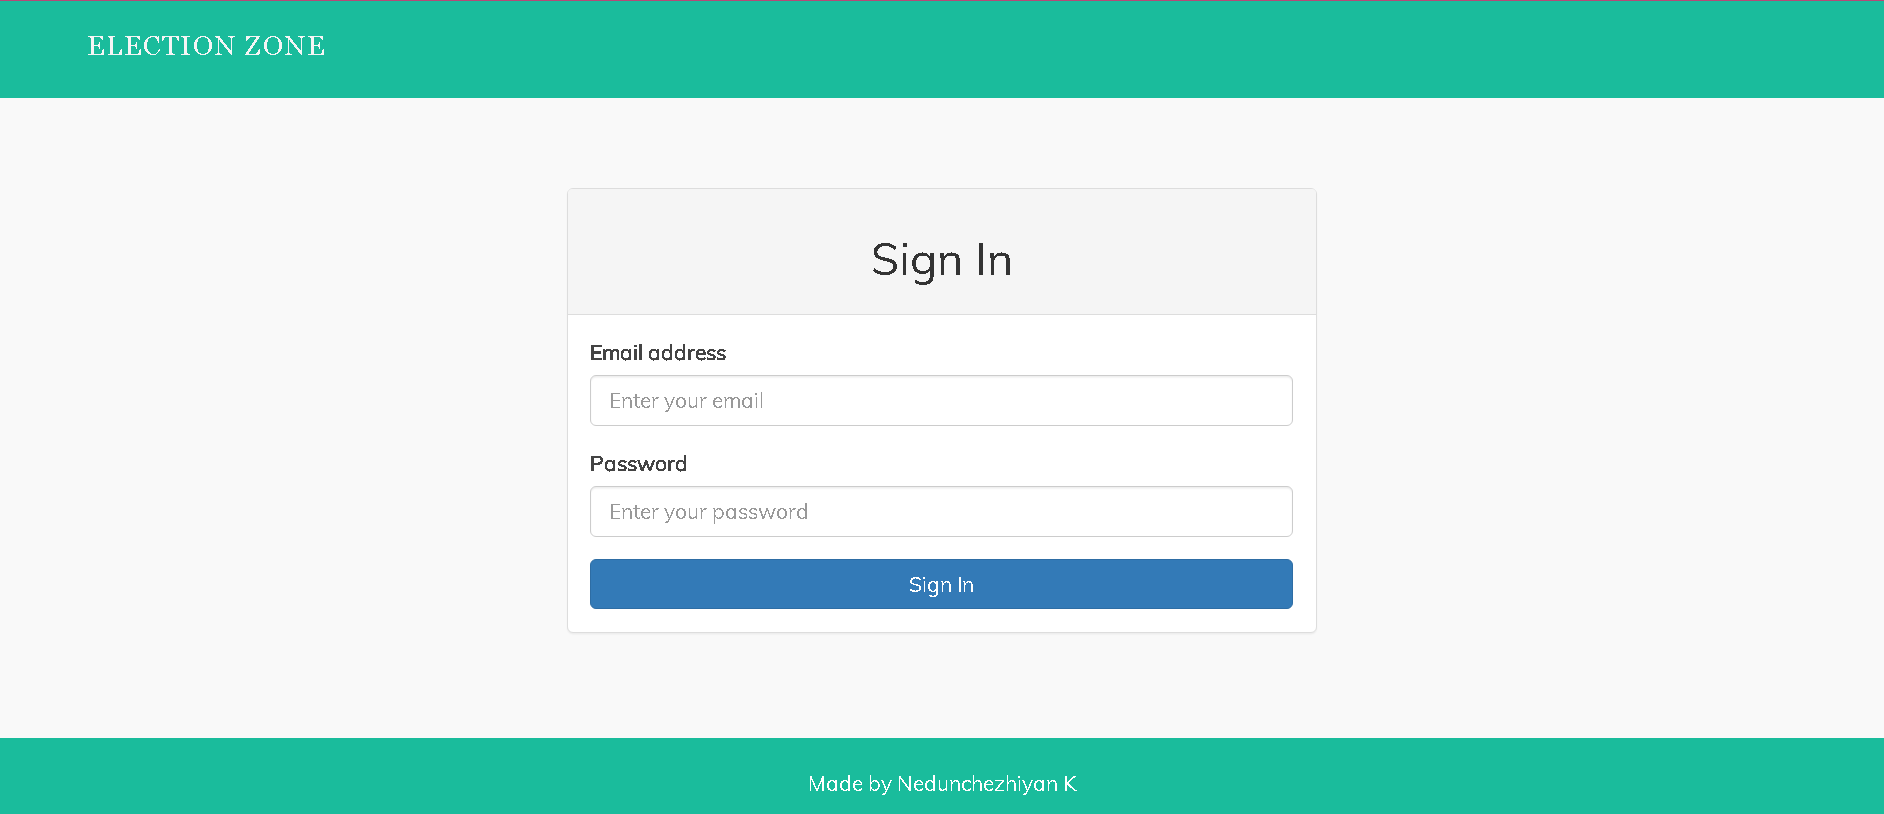 ELECTION ZONE
Sign In
Email address
Enter your email
Password
Enter your password
Sign In
Made by Nedunchezhiyan K